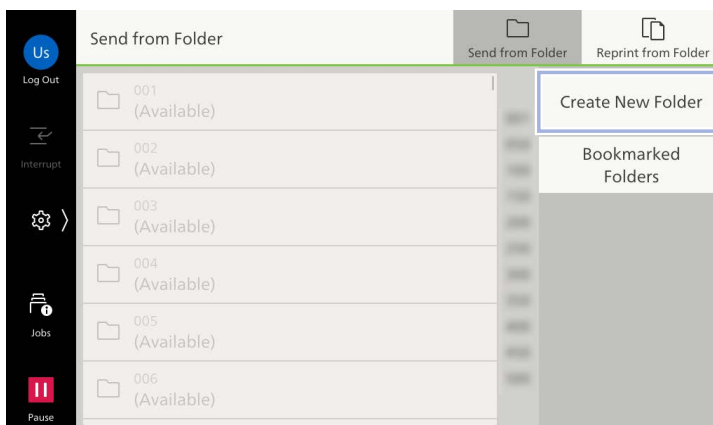 Us
Log Out
Interrupt
Jobs
Pause
Send from Folder
Send from Folder
Reprint from Folder
001
(Available)
002
(Available)
003
(Available)
004
(Available)
005
(Available)
006
(Available)
Create New Folder
Bookmarked
Folders